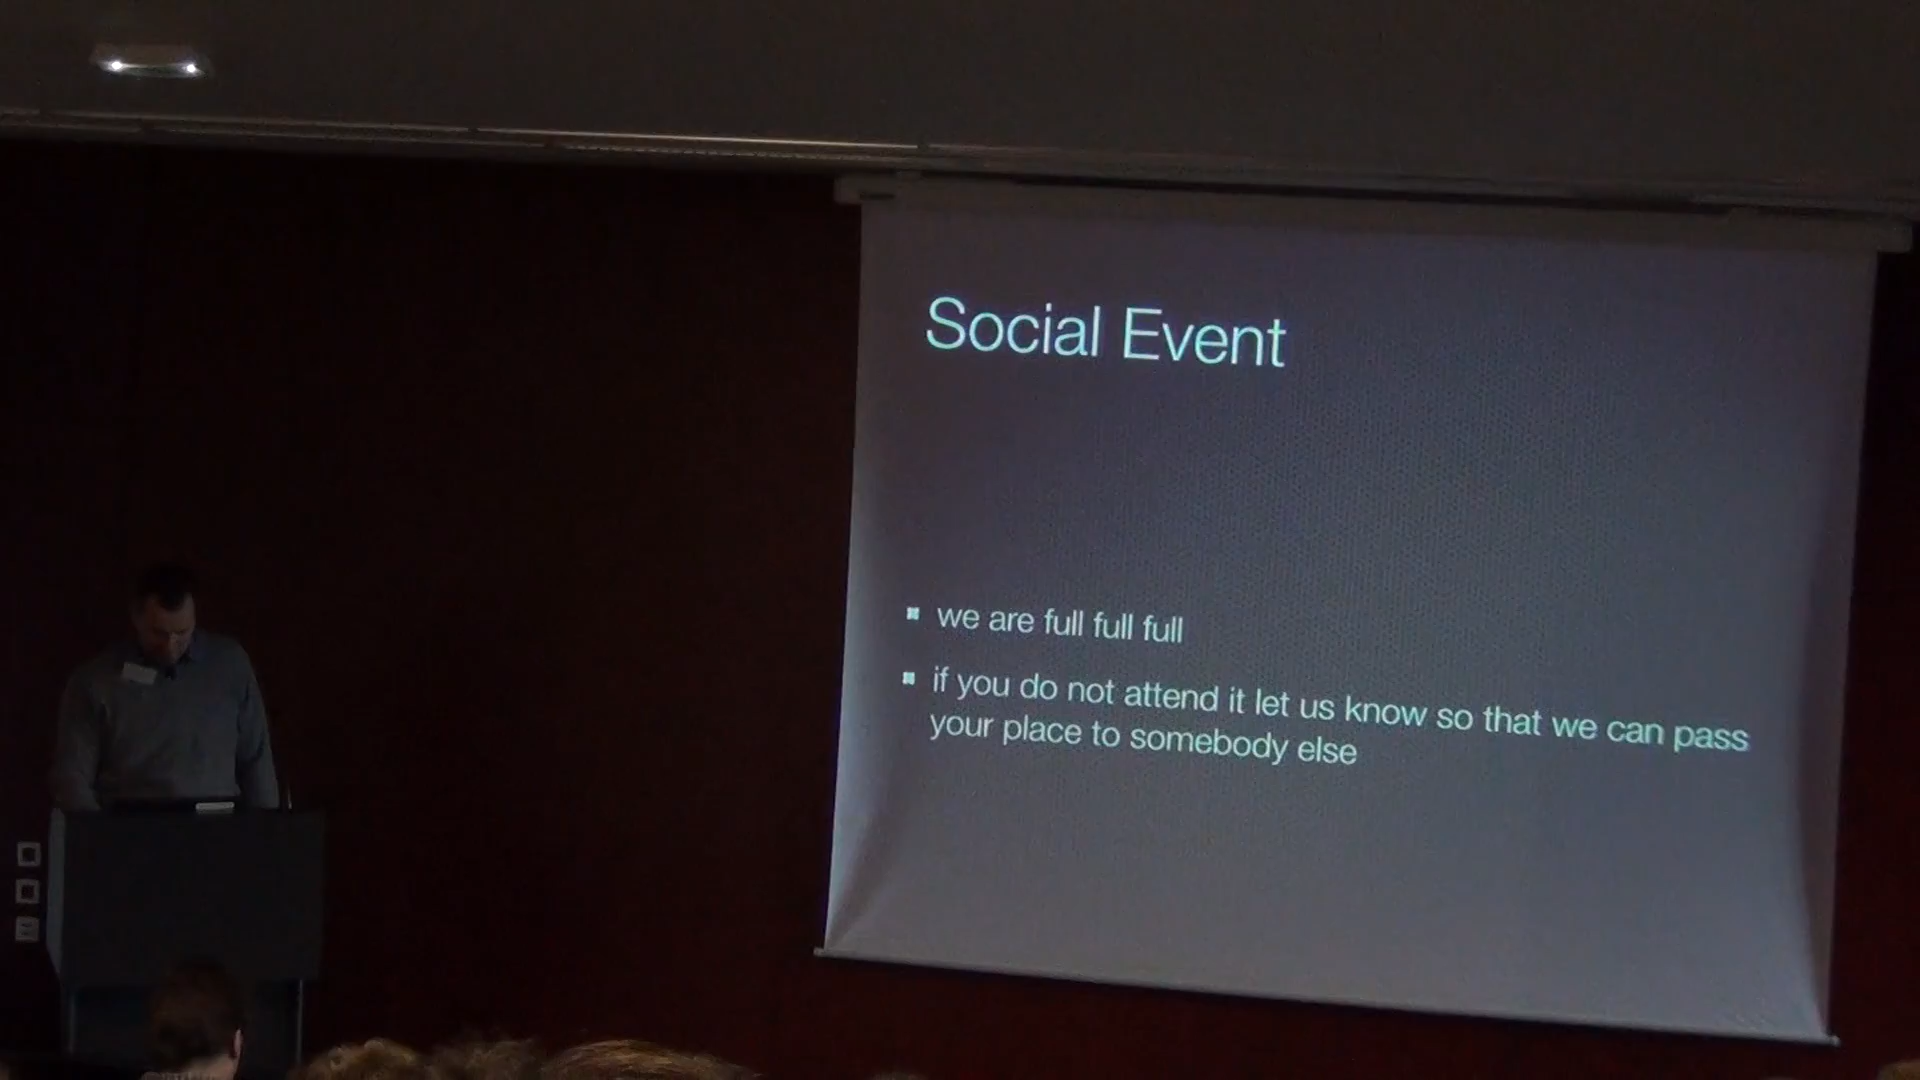 Social Event
we are full full full
if you do not attend it let us know so that we can pass
your place to somebody else